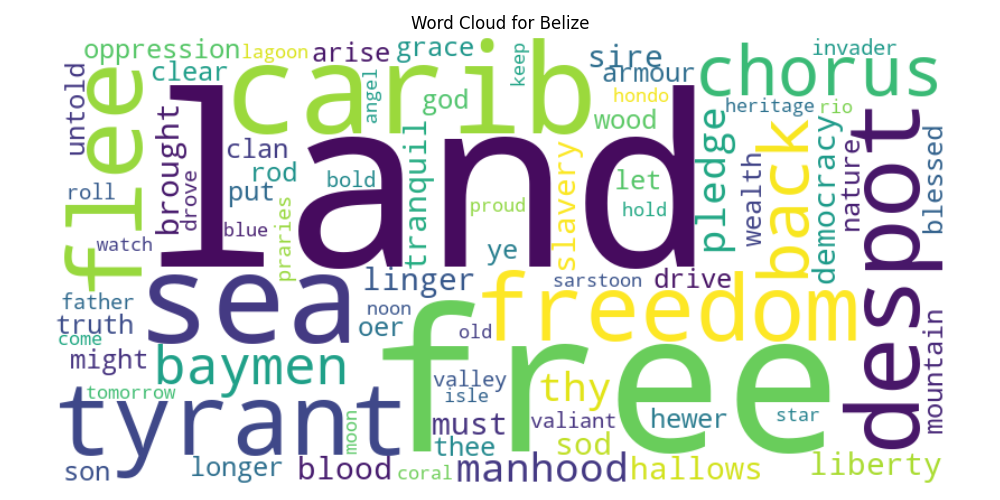 Word Cloud for Belize
oppression
lagoon
arise
grace
keep
sire
invader
clear
carib
armour
chorus
untold
flee
angel
god
hondo
heritage
rio
land
wood
brought
clan
tranquil
pledge
back
democracy
nature
despot
blessed
rod
bold
slavery
let
wealth
roll
put
drove
proud
hold
blue
praries
watch
ye
sea
linger
sarstoon
drive
father
noon
freedom
truth
oer
old
come
free
might
baymen
valley
thy
mountain
tomorrow
isle
tyrant
moon
must
valiant
hewer
star
thee
sod
son
longer
blood
coral
manhood
hallows
liberty